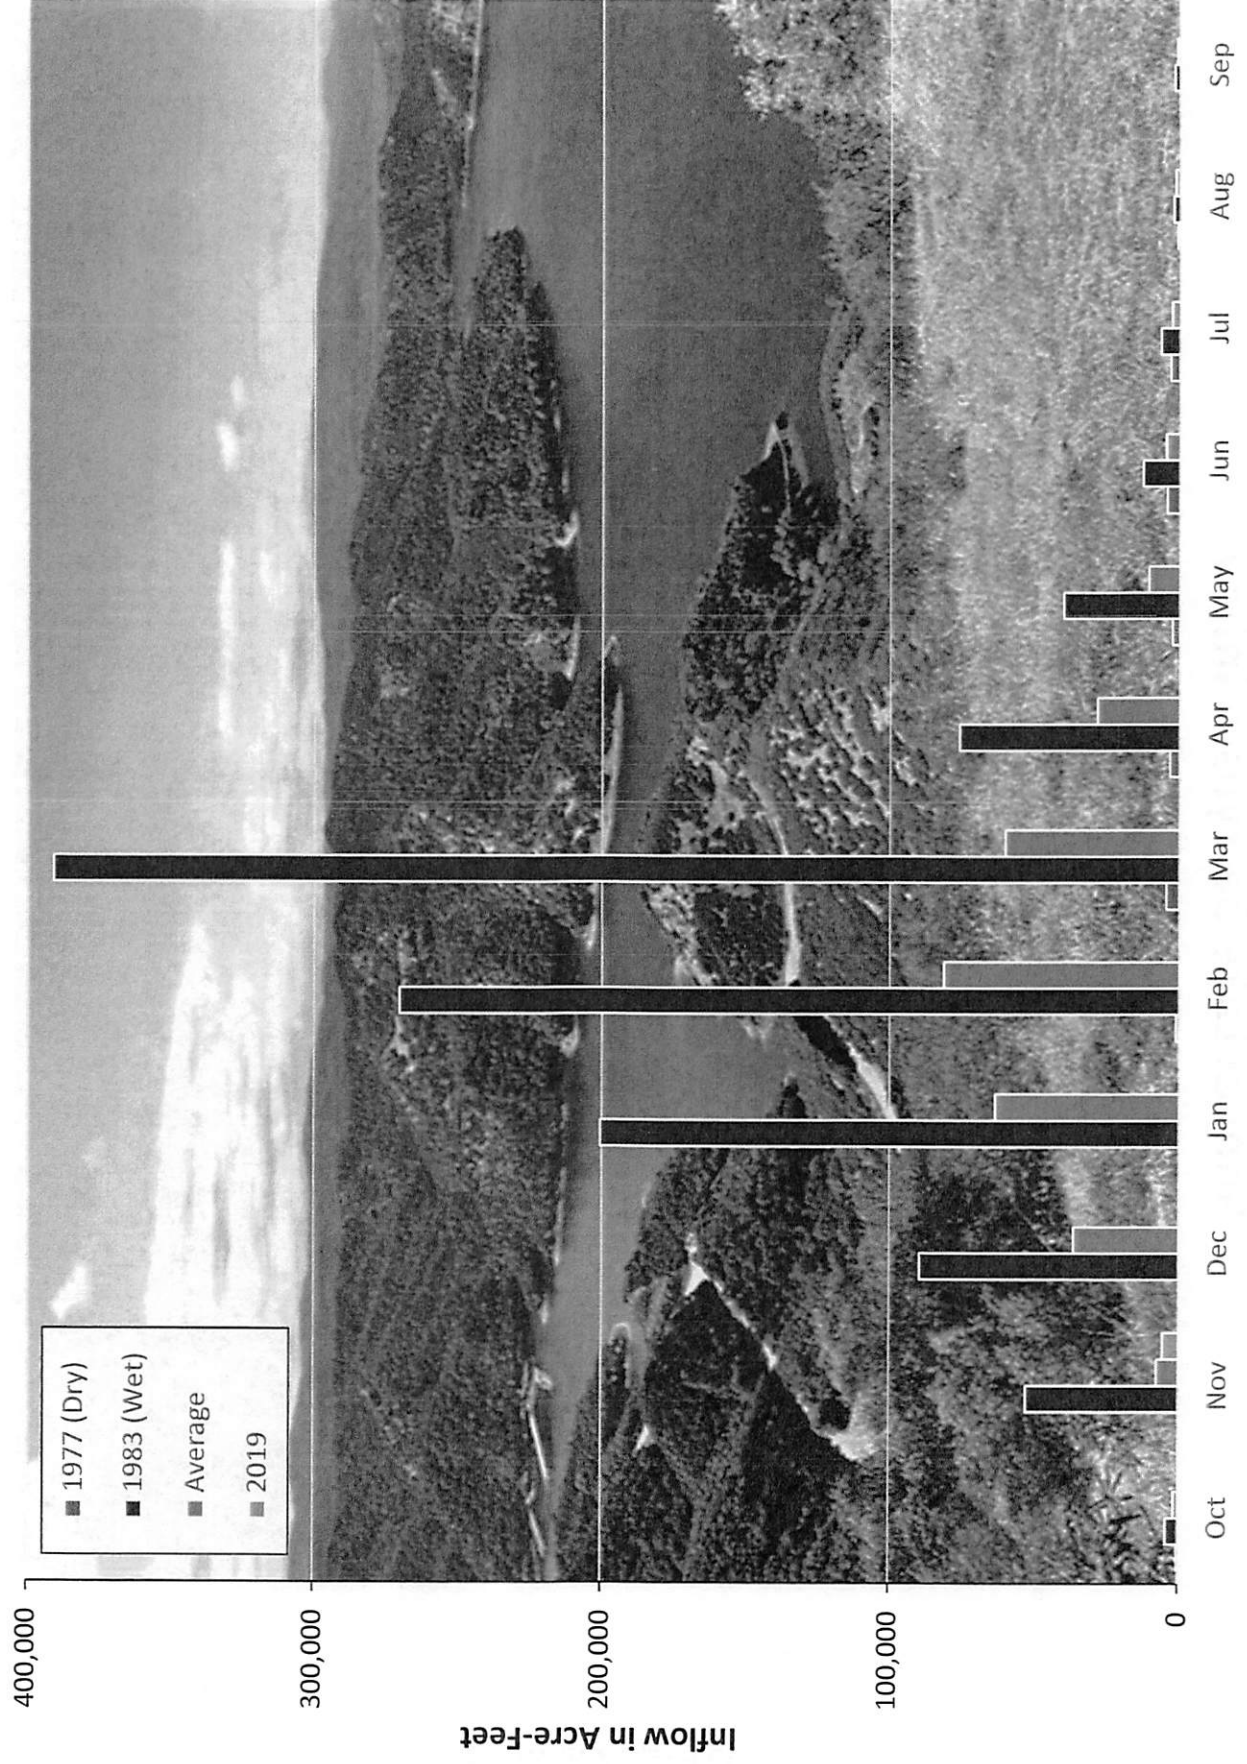 1977 (Dry)
1983 (Wet)
Average
2019
Inflow in Acre-Feet
400,000
300,000
200,000
100,000
0
Oct
Nov
Dec
Jan
Feb
Mar
Apr
May
Jun
Jul
Aug
Sep